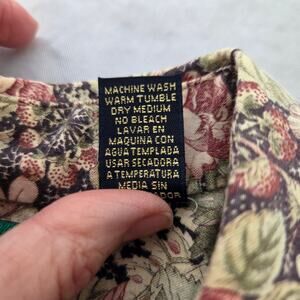 MACHINE WASH
WARM TUMBLE
DRY MEDIUM
NO BLEACH
LAVAR EN
MAQUINA CON
AGUA TEMPLADA
USAR SECADORA
A TEMPERATURA
MEDIA SIN